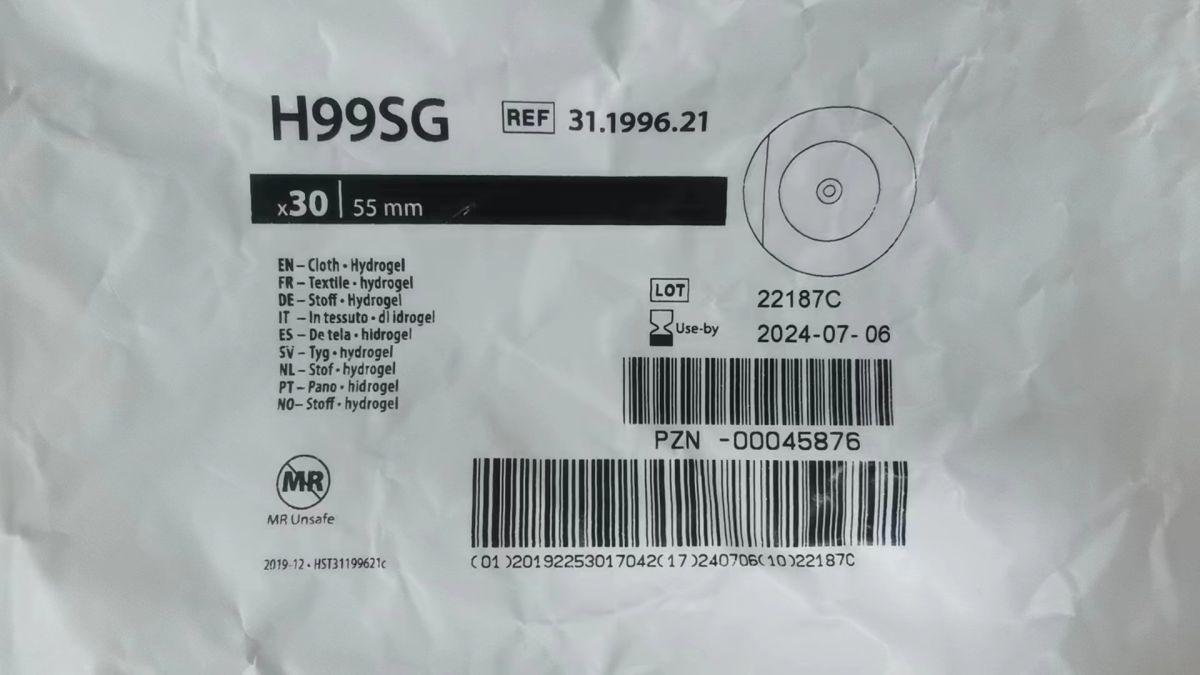 H99SG
REF 31.1996.21
x30 | 55 mm
EN – Cloth • Hydrogel
FR – Textile • hydrogel
DE – Stoff • Hydrogel
IT – In tessuto • di idrogel
ES – De tela • hidrogel
SV – Tyg • hydrogel
NL – Stof • hydrogel
PT – Pano • hidrogel
NO– Stoff • hydrogel
LOT 22187C
Use-by 2024-07- 06
PZN -00045876
MR
MR Unsafe
2019-12 • HST31199621c
(01)20192253017042(17)240706(10)22187C